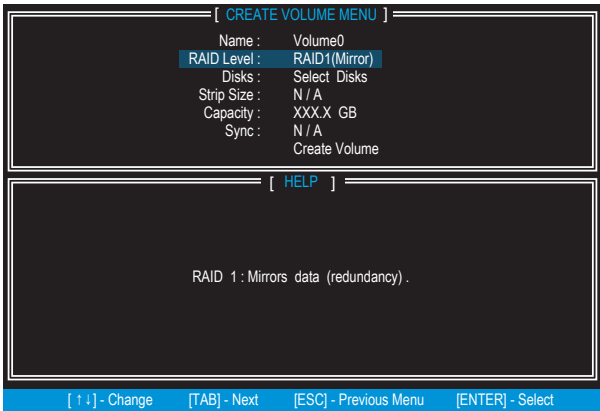 [ CREATE VOLUME MENU ]
Name : Volume0
RAID Level : RAID1(Mirror)
Disks : Select Disks
Strip Size : N / A
Capacity : XXX.X GB
Sync : N / A
Create Volume
[ HELP ]
RAID 1 : Mirrors data (redundancy) .
[ ↑↓] - Change [TAB] - Next [ESC] - Previous Menu [ENTER] - Select